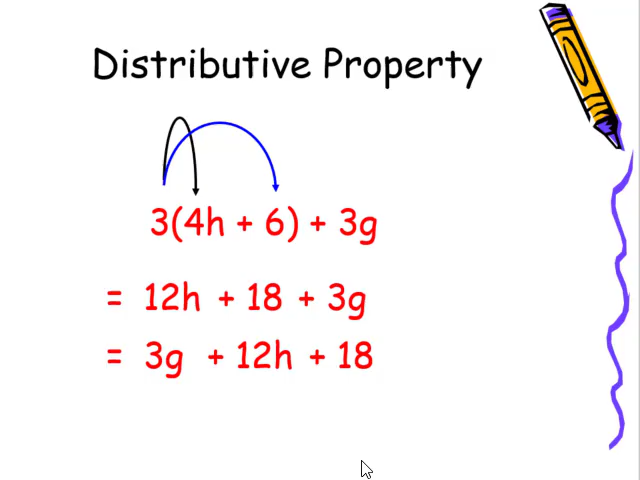 Distributive Property
3(4h + 6) + 3g
= 12h + 18 + 3g
= 3g + 12h + 18